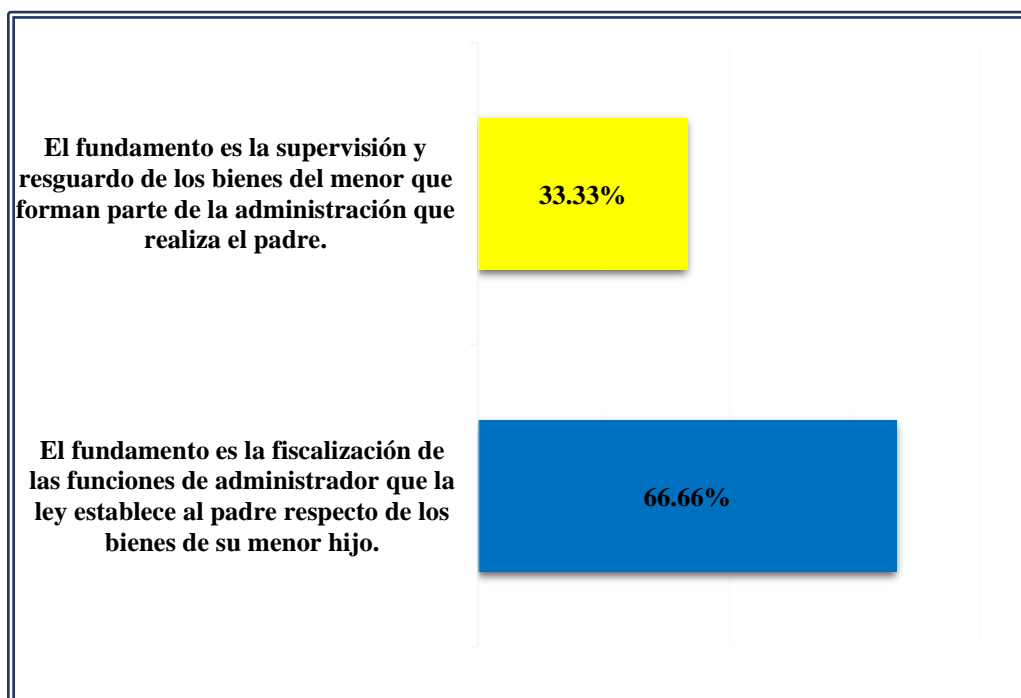 El fundamento es la supervisión y
resguardo de los bienes del menor que
forman parte de la administración que
realiza el padre.
33.33%
El fundamento es la fiscalización de
las funciones de administrador que la
ley establece al padre respecto de los
bienes de su menor hijo.
66.66%